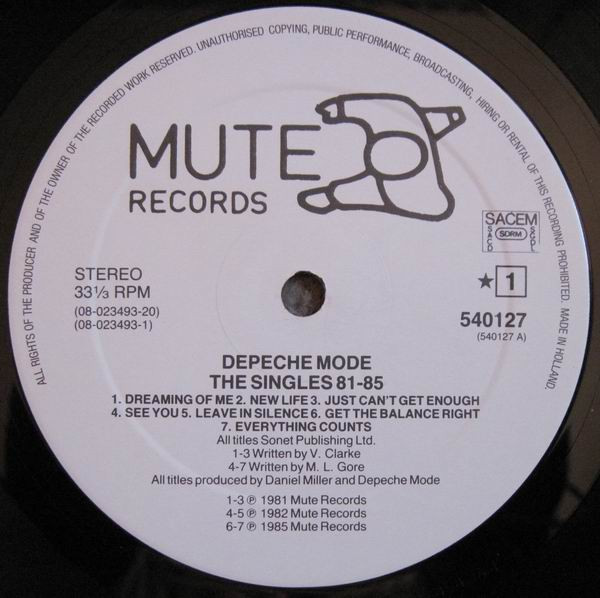 ALL RIGHTS OF THE PRODUCER AND OF THE OWNER OF THE RECORDED WORK RESERVED. UNAUTHORISED COPYING, PUBLIC PERFORMANCE, BROADCASTING, HIRING OR RENTAL OF THIS RECORDING PROHIBITED. MADE IN HOLLAND.
MUTE
RECORDS
SACEM
SACD SDRM SGDL
STEREO
33⅓ RPM
★ 1
(08-023493-20)
(08-023493-1)
540127
(540127 A)
DEPECHE MODE
THE SINGLES 81-85
1. DREAMING OF ME 2. NEW LIFE 3. JUST CAN'T GET ENOUGH
4. SEE YOU 5. LEAVE IN SILENCE 6. GET THE BALANCE RIGHT
7. EVERYTHING COUNTS
All titles Sonet Publishing Ltd.
1-3 Written by V. Clarke
4-7 Written by M. L. Gore
All titles produced by Daniel Miller and Depeche Mode
1-3 ℗ 1981 Mute Records
4-5 ℗ 1982 Mute Records
6-7 ℗ 1985 Mute Records